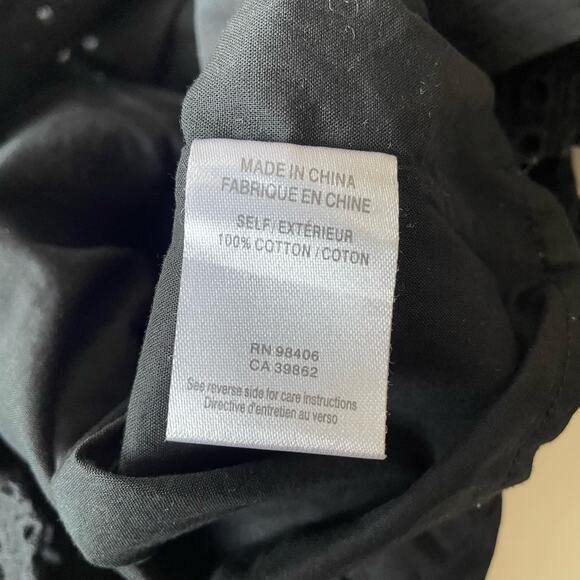 MADE IN CHINA
FABRIQUE EN CHINE
SELF/EXTÉRIEUR
100% COTTON / COTON
RN 98406
CA 39862
See reverse side for care instructions
Directive d'entretien au verso